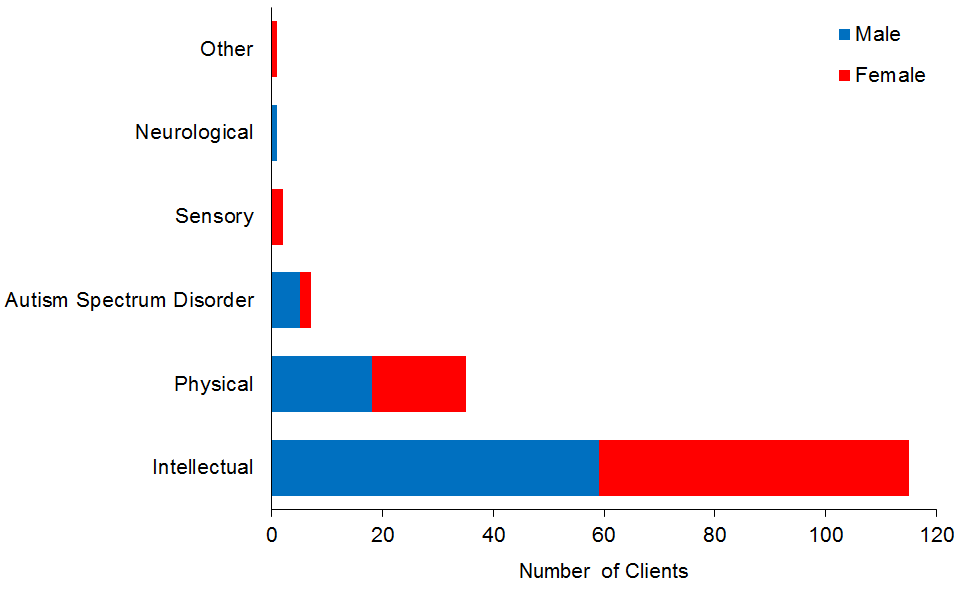 Male
Female
Other
Neurological
Sensory
Autism Spectrum Disorder
Physical
Intellectual
0 20 40 60 80 100 120
Number of Clients